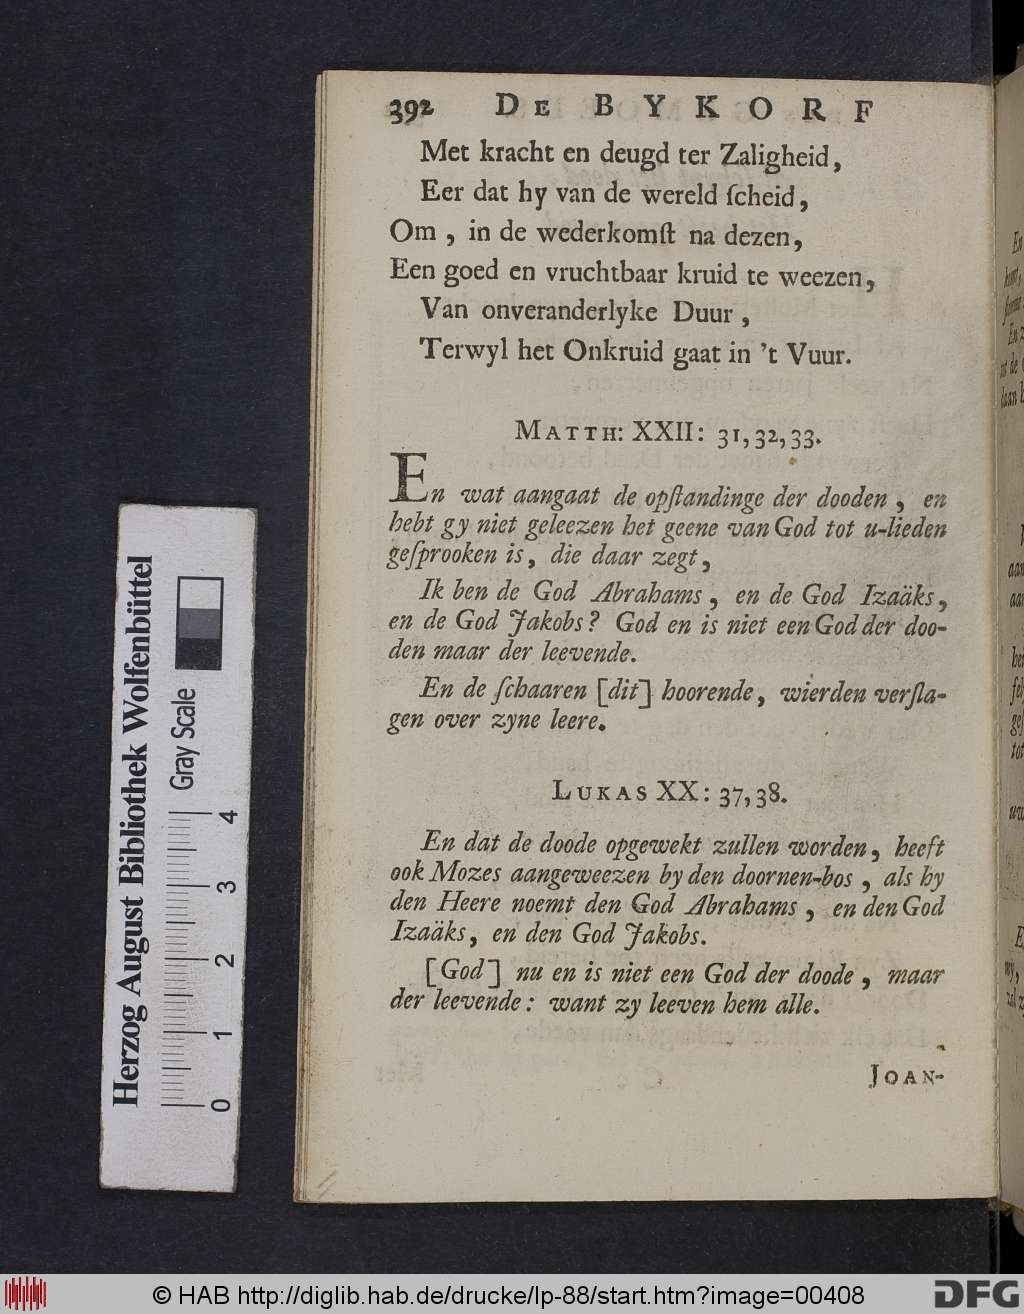 392 DE BYKORF
Met kracht en deugd ter Zaligheid,
Eer dat hy van de wereld ſcheid,
Om, in de wederkomſt na dezen,
Een goed en vruchtbaar kruid te weezen,
Van onveranderlyke Duur,
Terwyl het Onkruid gaat in 't Vuur.
MATTH: XXII: 31, 32, 33.
En wat aangaat de opſtandinge der dooden, en
hebt gy niet geleezen het geene van God tot u-lieden
geſprooken is, die daar zegt,
Ik ben de God Abrahams, en de God Izaäks,
en de God Jakobs? God en is niet een God der doo-
den maar der leevende.
En de ſchaaren [dit] hoorende, wierden verſla-
gen over zyne leere.
LUKAS XX: 37, 38.
En dat de doode opgewekt zullen worden, heeft
ook Mozes aangeweezen by den doornen-bos, als hy
den Heere noemt den God Abrahams, en den God
Izaäks, en den God Jakobs.
[God] nu en is niet een God der doode, maar
der leevende: want zy leeven hem alle.
JOAN-
Herzog August Bibliothek Wolfenbüttel
Gray Scale
0 1 2 3 4
© HAB http://diglib.hab.de/drucke/lp-88/start.htm?image=00408
DFG